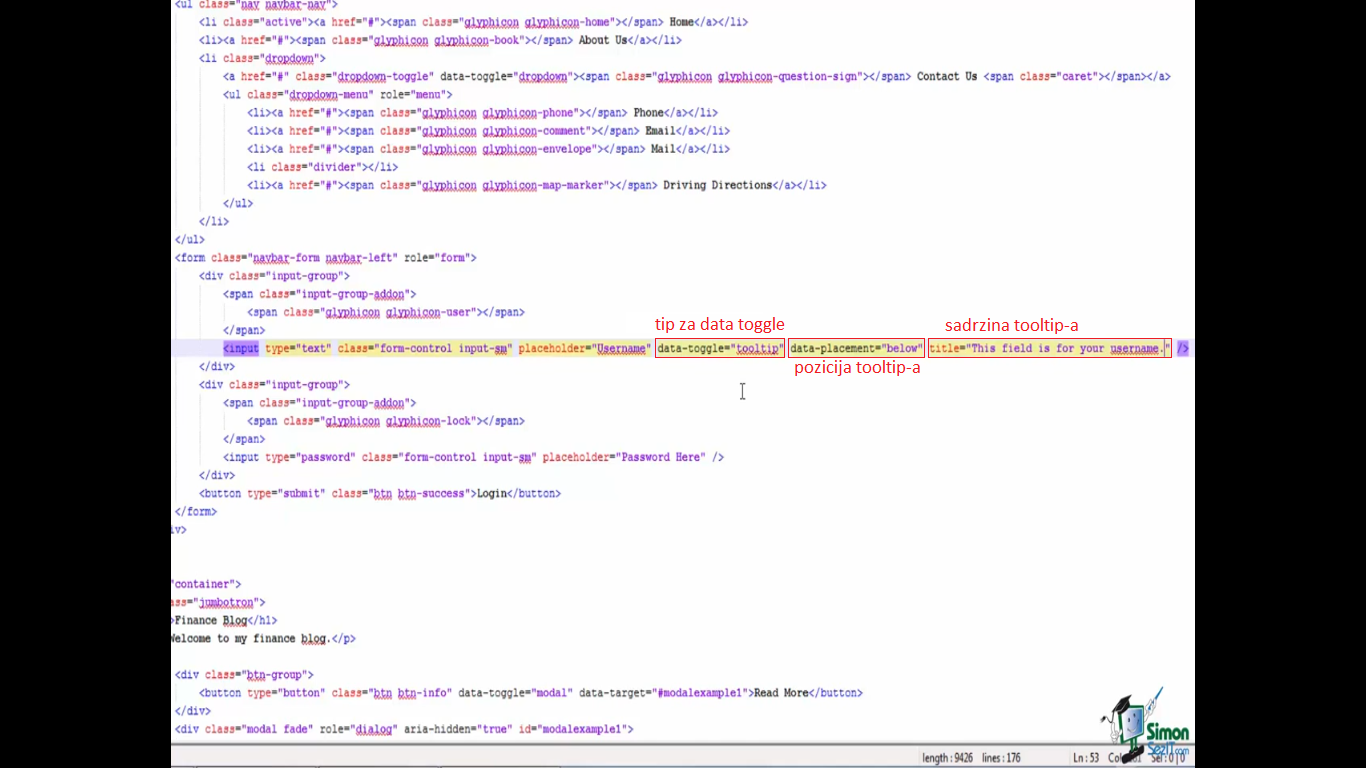 <ul class="nav navbar-nav">
<li class="active"><a href="#"><span class="glyphicon glyphicon-home"></span> Home</a></li>
<li><a href="#"><span class="glyphicon glyphicon-book"></span> About Us</a></li>
<li class="dropdown">
<a href="#" class="dropdown-toggle" data-toggle="dropdown"><span class="glyphicon glyphicon-question-sign"></span> Contact Us <span class="caret"></span></a>
<ul class="dropdown-menu" role="menu">
<li><a href="#"><span class="glyphicon glyphicon-phone"></span> Phone</a></li>
<li><a href="#"><span class="glyphicon glyphicon-comment"></span> Email</a></li>
<li><a href="#"><span class="glyphicon glyphicon-envelope"></span> Mail</a></li>
<li class="divider"></li>
<li><a href="#"><span class="glyphicon glyphicon-map-marker"></span> Driving Directions</a></li>
</ul>
</li>
</ul>
<form class="navbar-form navbar-left" role="form">
<div class="input-group">
<span class="input-group-addon">
<span class="glyphicon glyphicon-user"></span>
</span>
tip za data toggle sadrzina tooltip-a
<input type="text" class="form-control input-sm" placeholder="Username" data-toggle="tooltip" data-placement="below" title="This field is for your username." />
</div>
pozicija tooltip-a
<div class="input-group">
<span class="input-group-addon">
<span class="glyphicon glyphicon-lock"></span>
</span>
<input type="password" class="form-control input-sm" placeholder="Password Here" />
</div>
<button type="submit" class="btn btn-success">Login</button>
</form>
iv>
"container">
ass="jumbotron">
>Finance Blog</h1>
Welcome to my finance blog.</p>
<div class="btn-group">
<button type="button" class="btn btn-info" data-toggle="modal" data-target="#modalexample1">Read More</button>
</div>
<div class="modal fade" role="dialog" aria-hidden="true" id="modalexample1">
Simon
SezIT.com
length : 9426 lines : 176 Ln : 53 Sel : 0 | 0